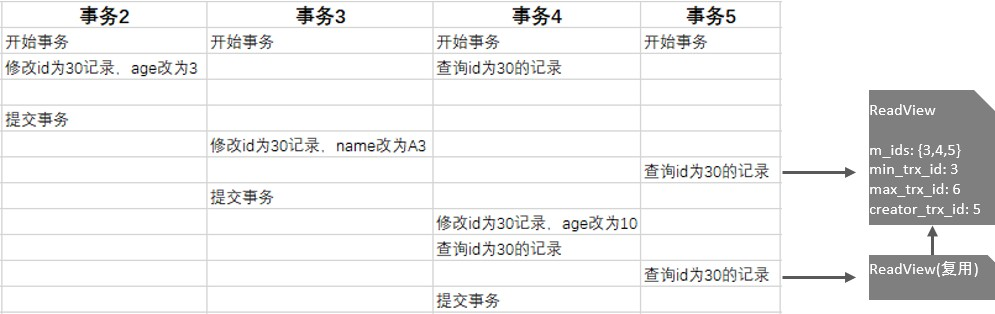 事务2 事务3 事务4 事务5
开始事务 开始事务 开始事务 开始事务
修改id为30记录，age改为3 查询id为30的记录
提交事务
修改id为30记录，name改为A3
查询id为30的记录
提交事务
修改id为30记录，age改为10
查询id为30的记录
查询id为30的记录
提交事务
ReadView
m_ids: {3,4,5}
min_trx_id: 3
max_trx_id: 6
creator_trx_id: 5
ReadView(复用)